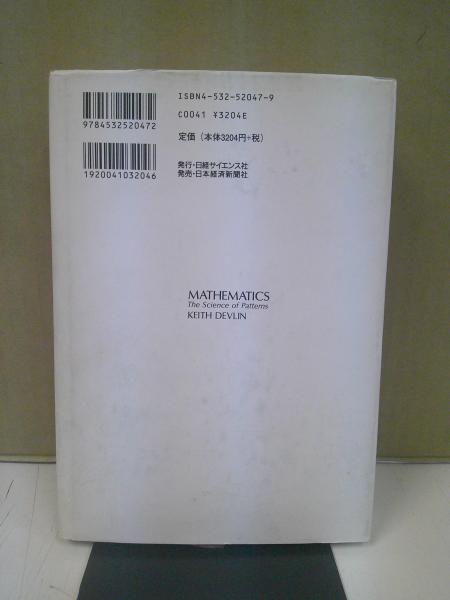 ISBN4-532-52047-9
C0041 ¥3204E
定価（本体3204円+税）
発行・日経サイエンス社
発売・日本経済新聞社
9784532520472
1920041032046
MATHEMATICS
The Science of Patterns
KEITH DEVLIN